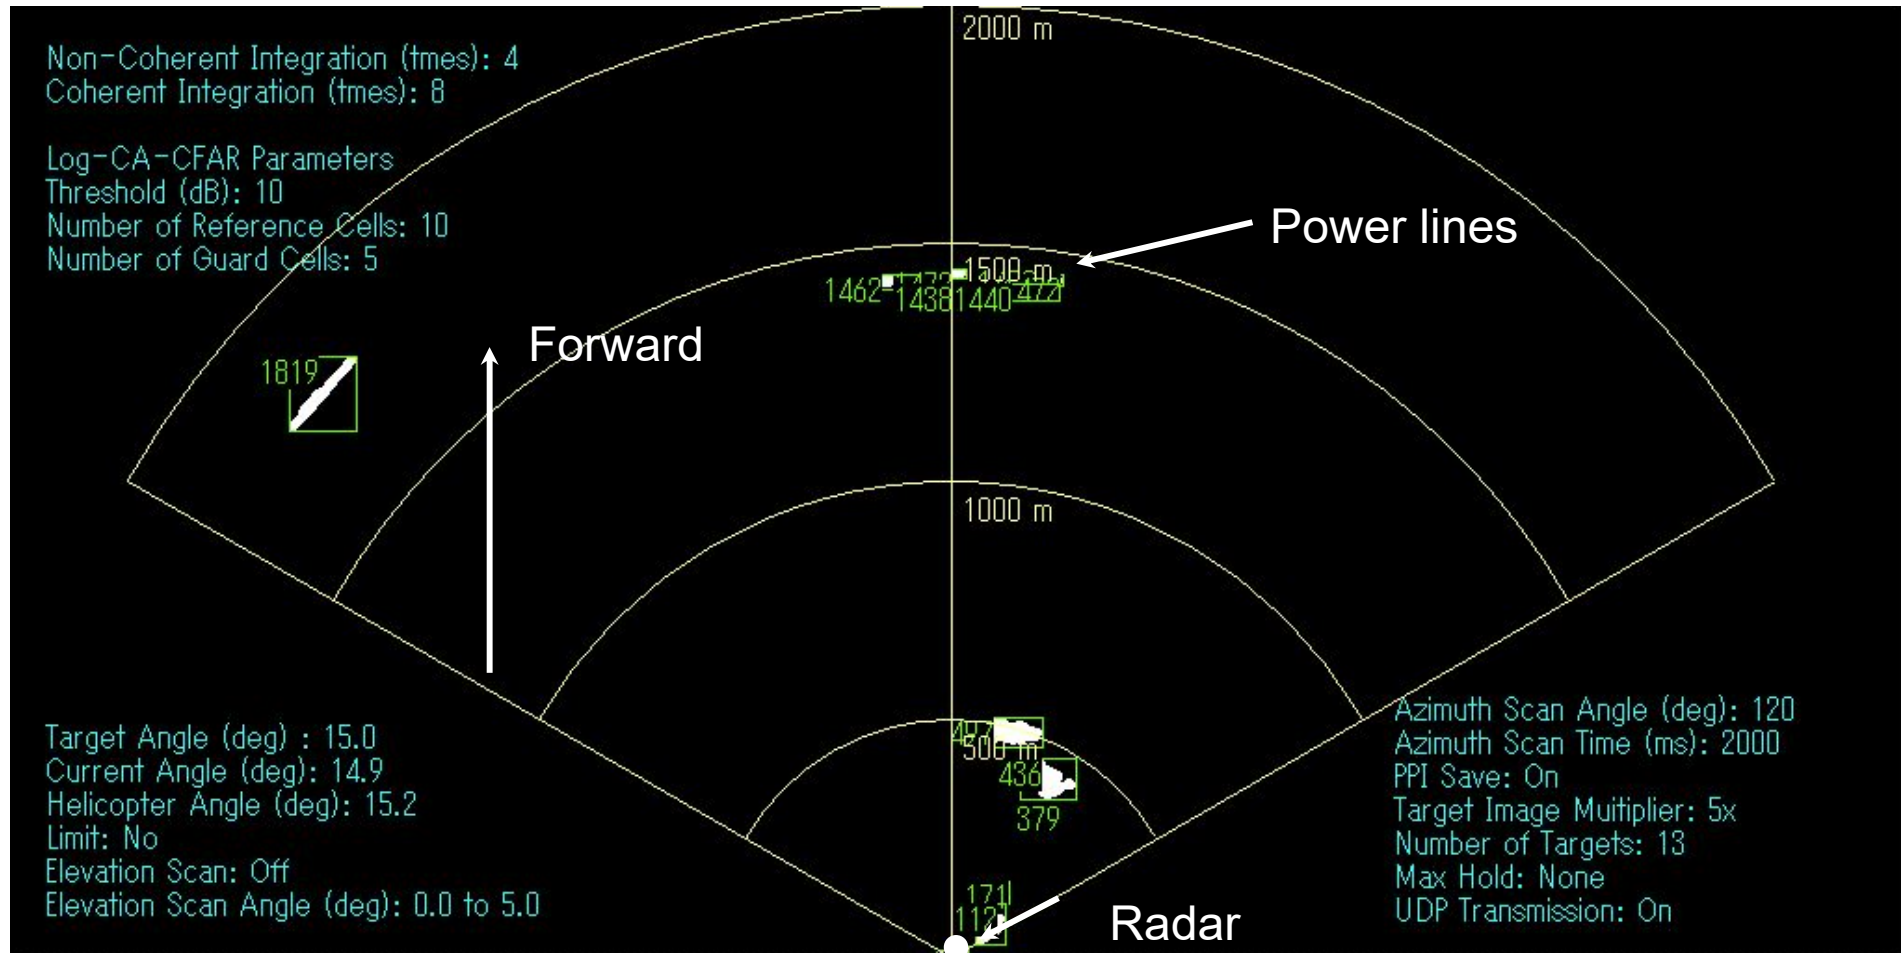 2000 m
Non-Coherent Integration (tmes): 4
Coherent Integration (tmes): 8
Log-CA-CFAR Parameters
Threshold (dB): 10
Number of Reference Cells: 10
Number of Guard Cells: 5
Power lines
1500 m
1462
1438
1440
472
Forward
1819
1000 m
500 m
436
379
Target Angle (deg) : 15.0
Current Angle (deg): 14.9
Helicopter Angle (deg): 15.2
Limit: No
Elevation Scan: Off
Elevation Scan Angle (deg): 0.0 to 5.0
Azimuth Scan Angle (deg): 120
Azimuth Scan Time (ms): 2000
PPI Save: On
Target Image Multiplier: 5x
Number of Targets: 13
Max Hold: None
UDP Transmission: On
171
112
Radar